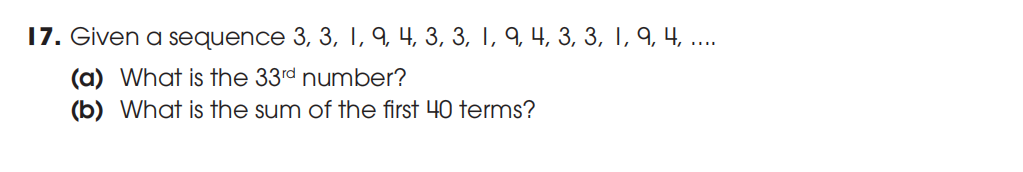 17. Given a sequence 3, 3, 1, 9, 4, 3, 3, 1, 9, 4, 3, 3, 1, 9, 4, ....
(a) What is the 33rd number?
(b) What is the sum of the first 40 terms?